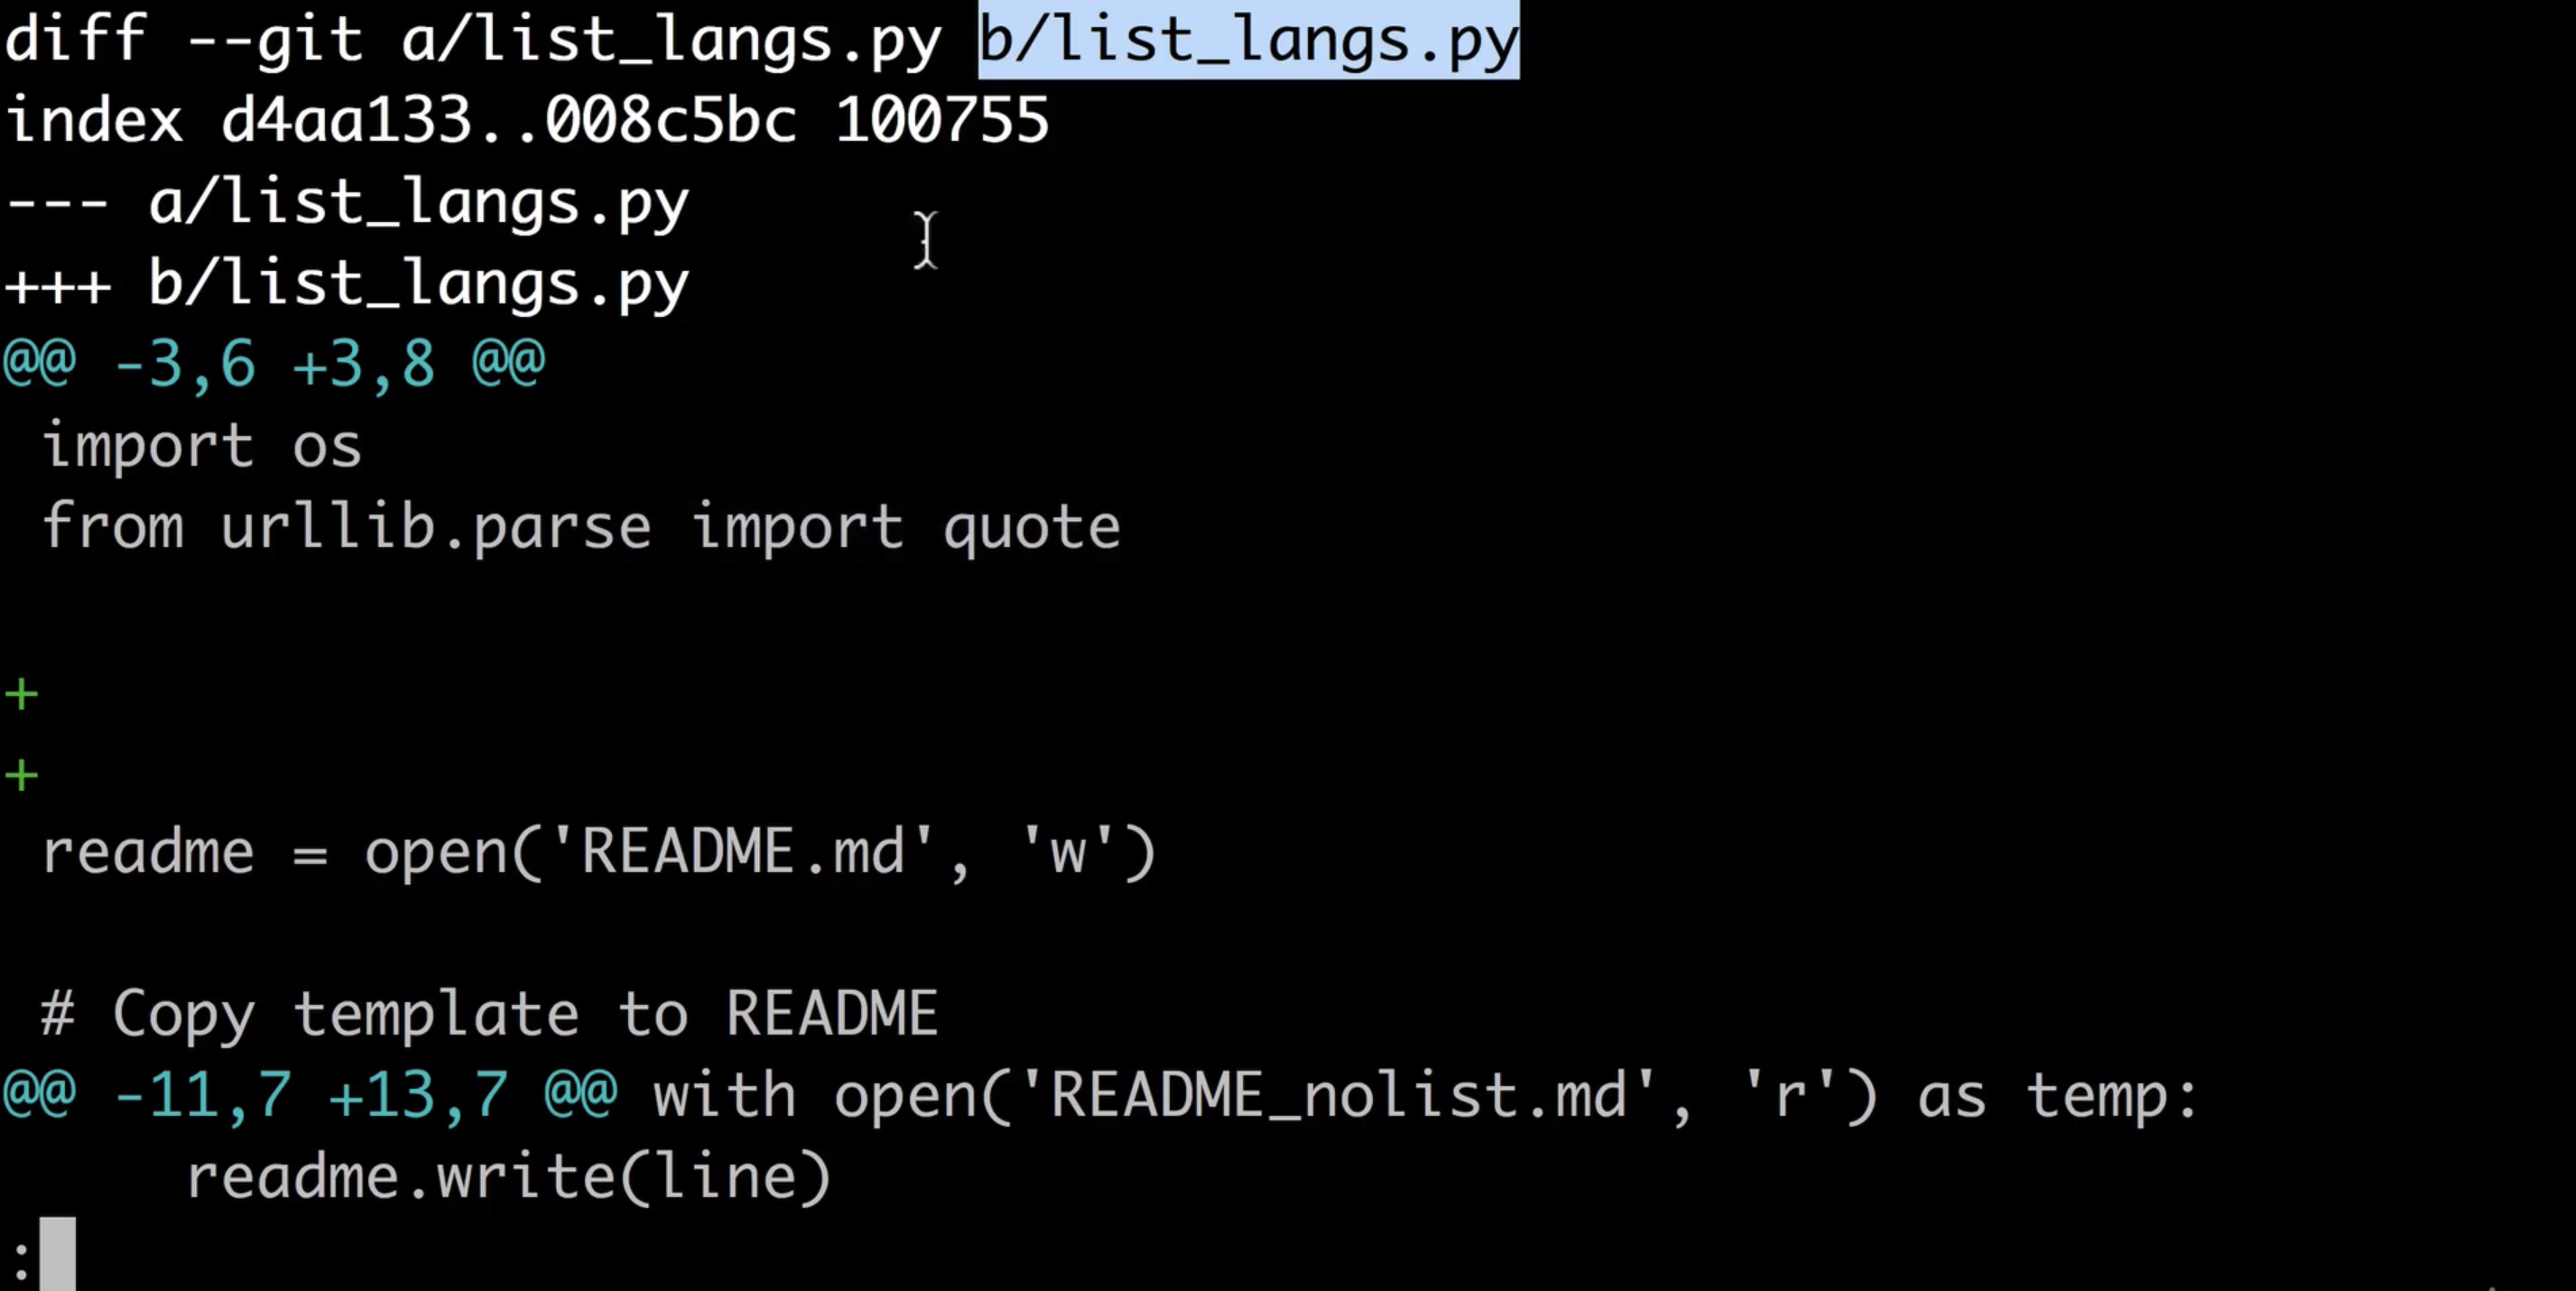 diff --git a/list_langs.py b/list_langs.py
index d4aa133..008c5bc 100755
--- a/list_langs.py
+++ b/list_langs.py
@@ -3,6 +3,8 @@
 import os
 from urllib.parse import quote
+
+
 readme = open('README.md', 'w')
 # Copy template to README
@@ -11,7 +13,7 @@ with open('README_nolist.md', 'r') as temp:
     readme.write(line)
: